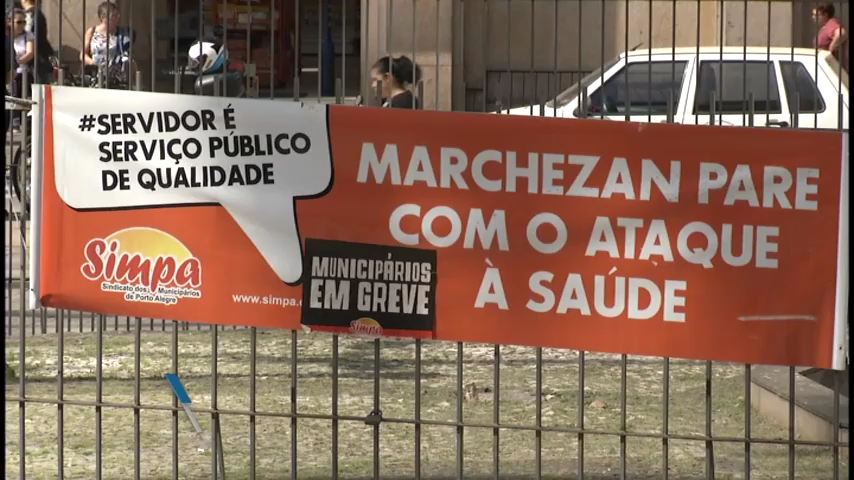 #SERVIDOR É
SERVIÇO PÚBLICO
DE QUALIDADE
MARCHEZAN PARE
COM O ATAQUE
À SAÚDE
Simpa
Sindicato dos Municipários
de Porto Alegre
www.simpa.
MUNICIPÁRIOS
EM GREVE
Simpa